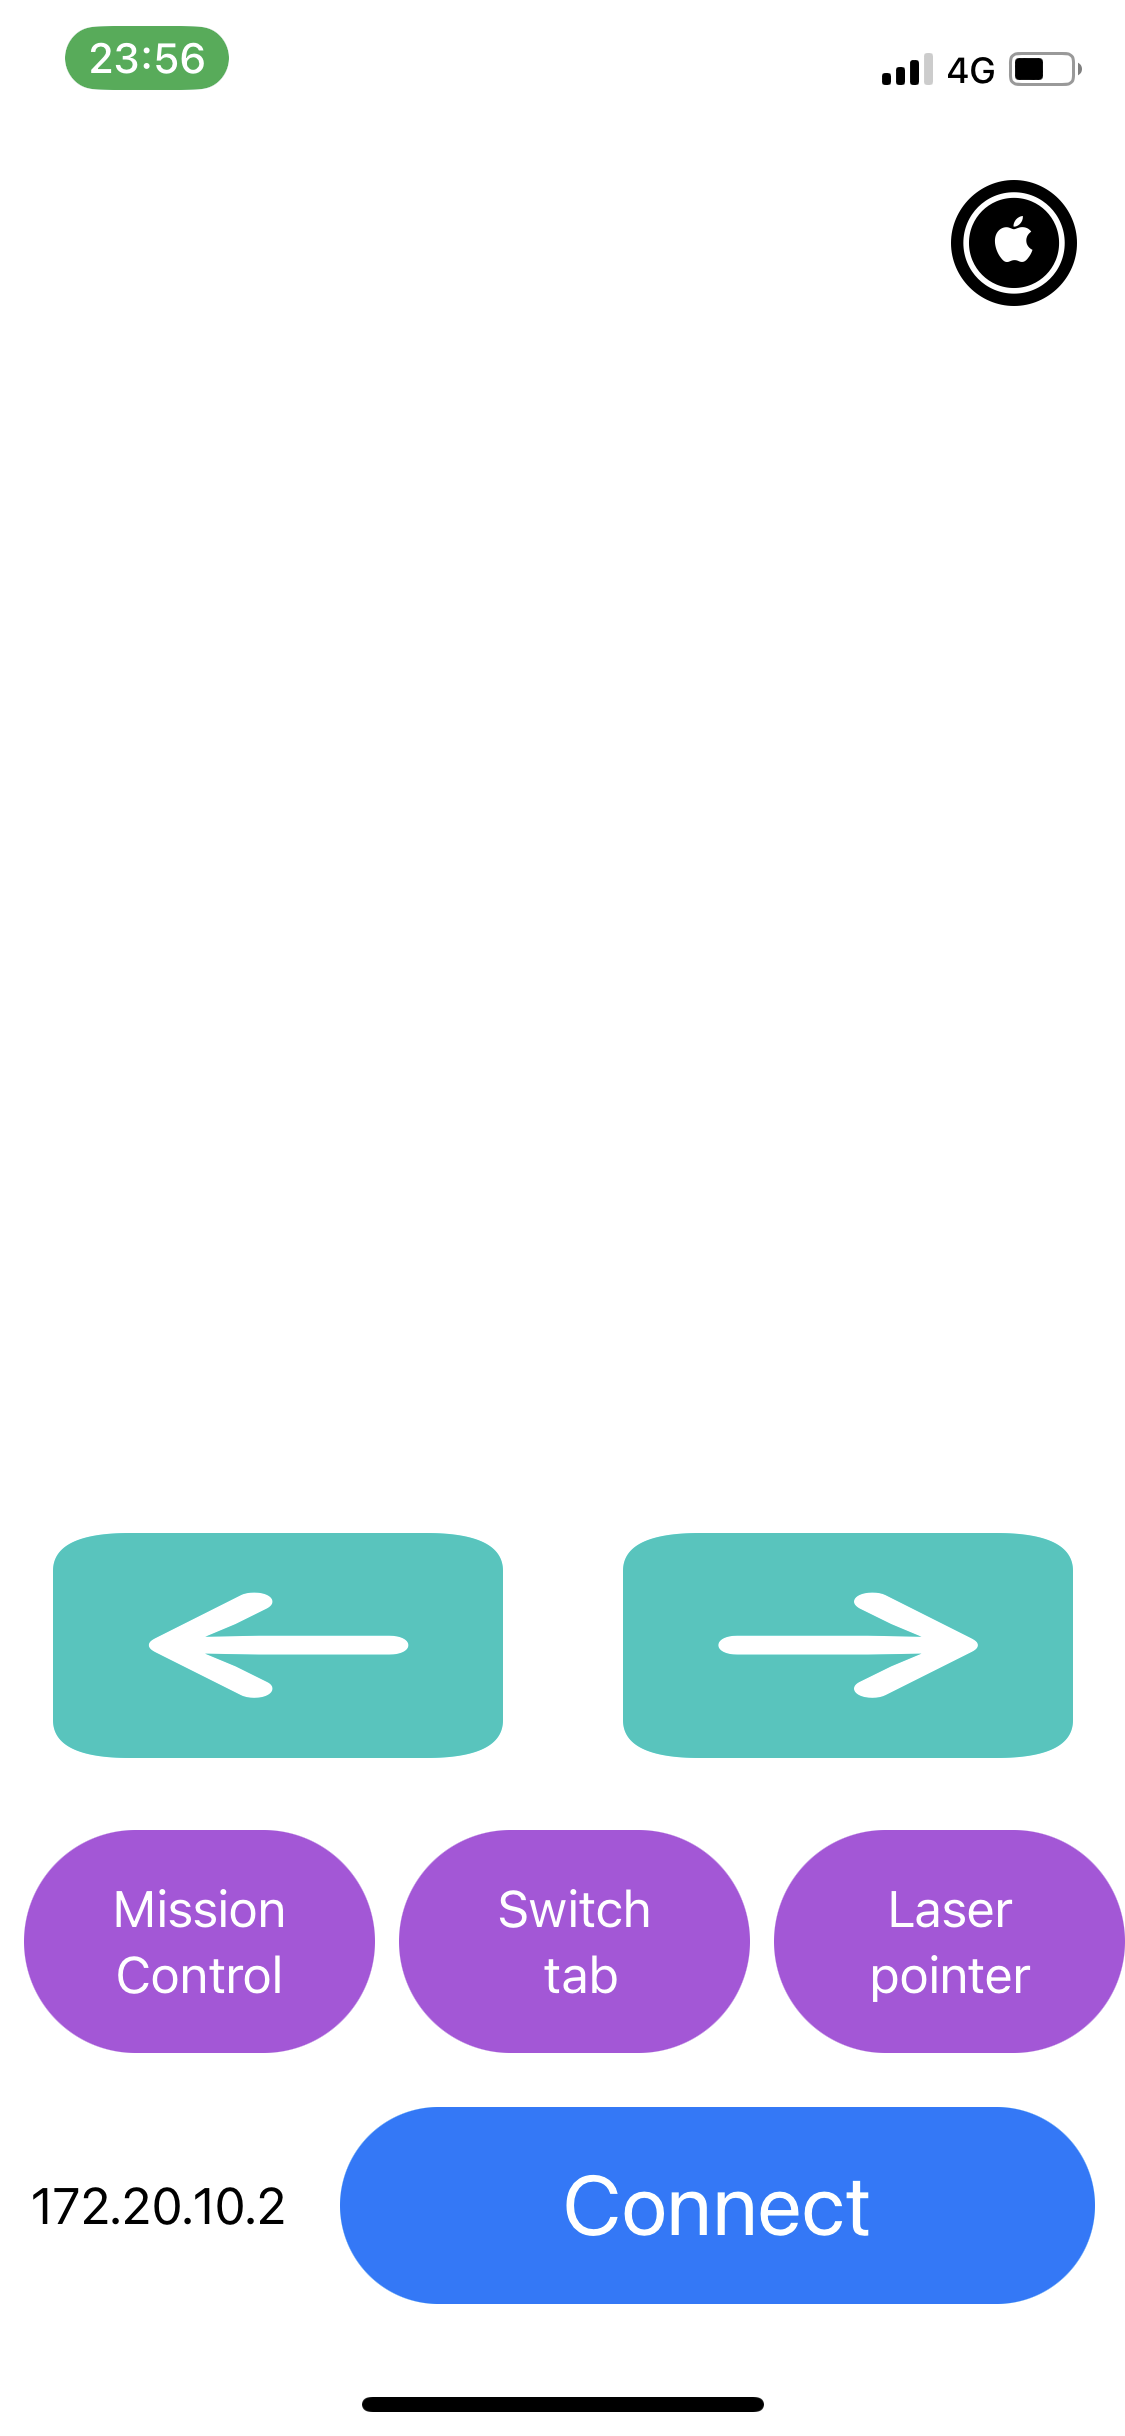 23:56
4G
Mission
Control
Switch
tab
Laser
pointer
172.20.10.2
Connect